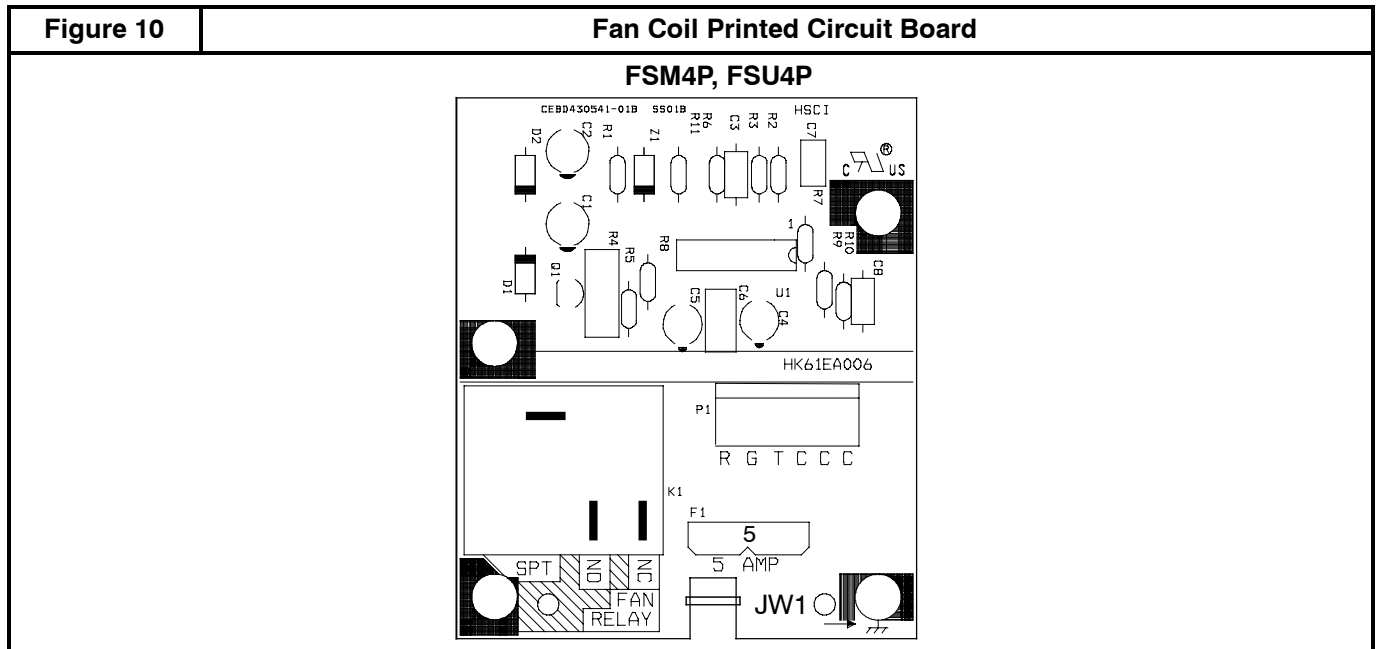 Figure 10
Fan Coil Printed Circuit Board
FSM4P, FSU4P
CEBD430541-01B SS01B
HSCI
D2
C2
R1
Z1
R11
R6
C3
R3
R2
C7
C US
®
R7
C1
R4
R5
R8
1
R9
R10
C8
D1
Q1
C5
C6
U1
C4
HK61EA006
P1
R G T C C C
K1
F1
5
5 AMP
SPT
NO
NC
FAN
RELAY
JW1